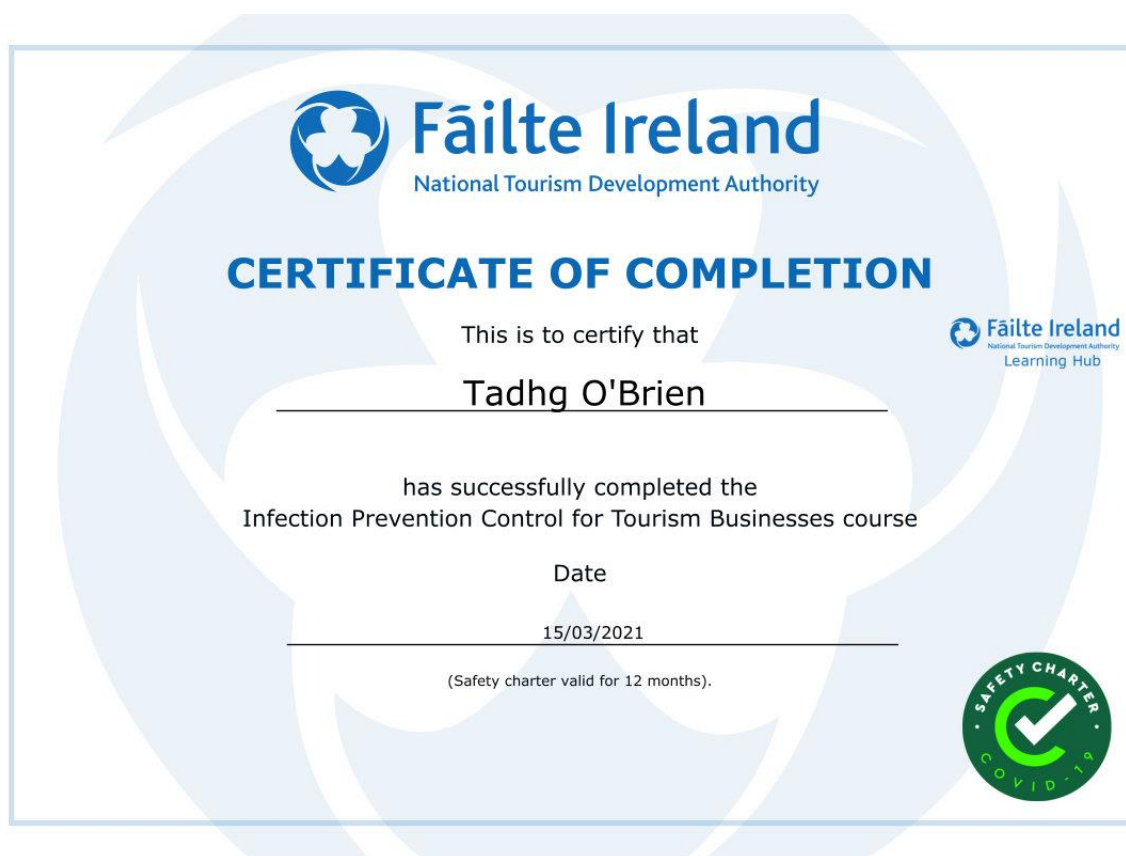 Fāilte Ireland
National Tourism Development Authority
CERTIFICATE OF COMPLETION
This is to certify that
Fāilte Ireland
National Tourism Development Authority
Learning Hub
Tadhg O'Brien
has successfully completed the
Infection Prevention Control for Tourism Businesses course
Date
15/03/2021
(Safety charter valid for 12 months).
· SAFETY CHARTER ·
COVID-19